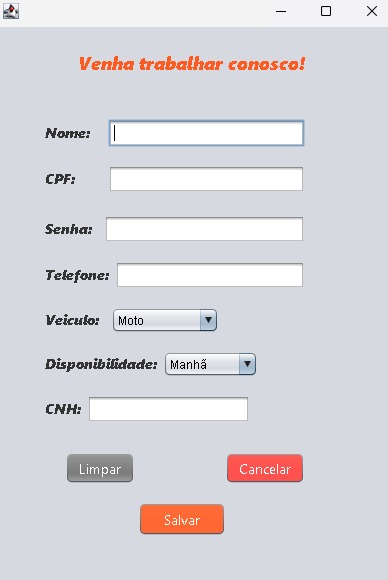 Venha trabalhar conosco!
Nome:
CPF:
Senha:
Telefone:
Veiculo: Moto
Disponibilidade: Manhã
CNH:
Limpar Cancelar
Salvar